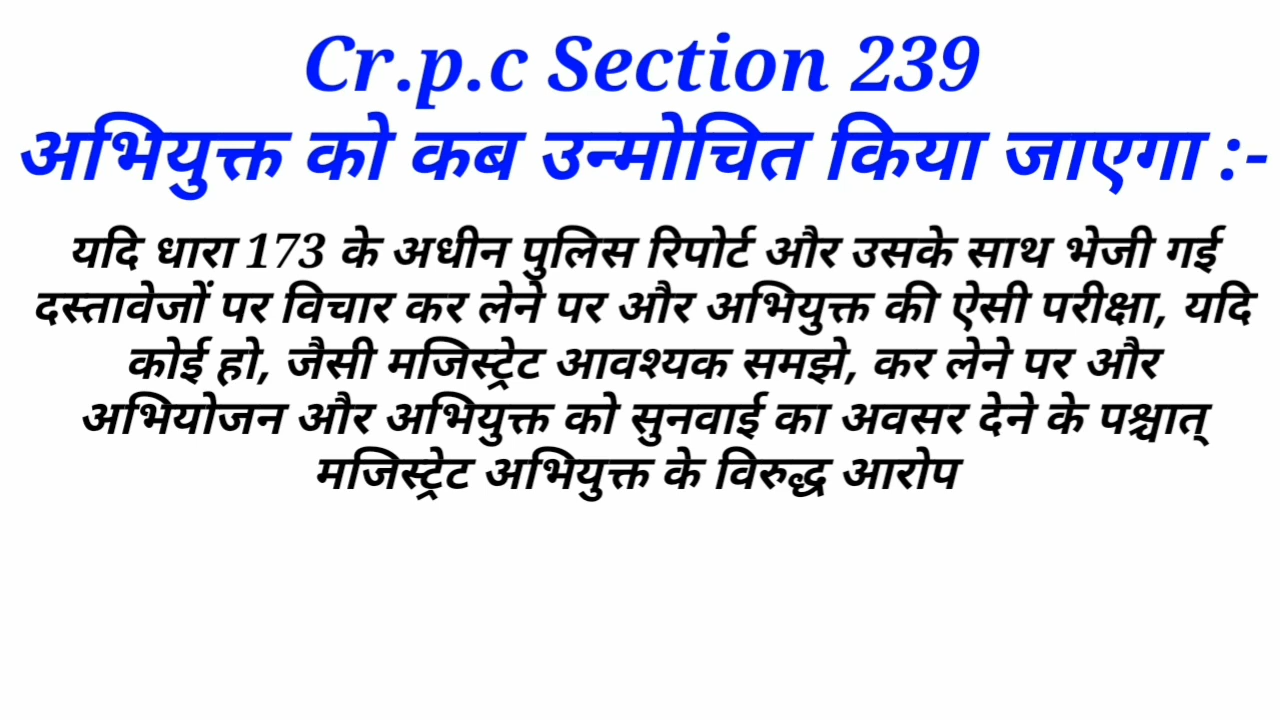 Cr.p.c Section 239
अभियुक्त को कब उन्मोचित किया जाएगा :-
यदि धारा 173 के अधीन पुलिस रिपोर्ट और उसके साथ भेजी गई
दस्तावेजों पर विचार कर लेने पर और अभियुक्त की ऐसी परीक्षा, यदि
कोई हो, जैसी मजिस्ट्रेट आवश्यक समझे, कर लेने पर और
अभियोजन और अभियुक्त को सुनवाई का अवसर देने के पश्चात्
मजिस्ट्रेट अभियुक्त के विरुद्ध आरोप